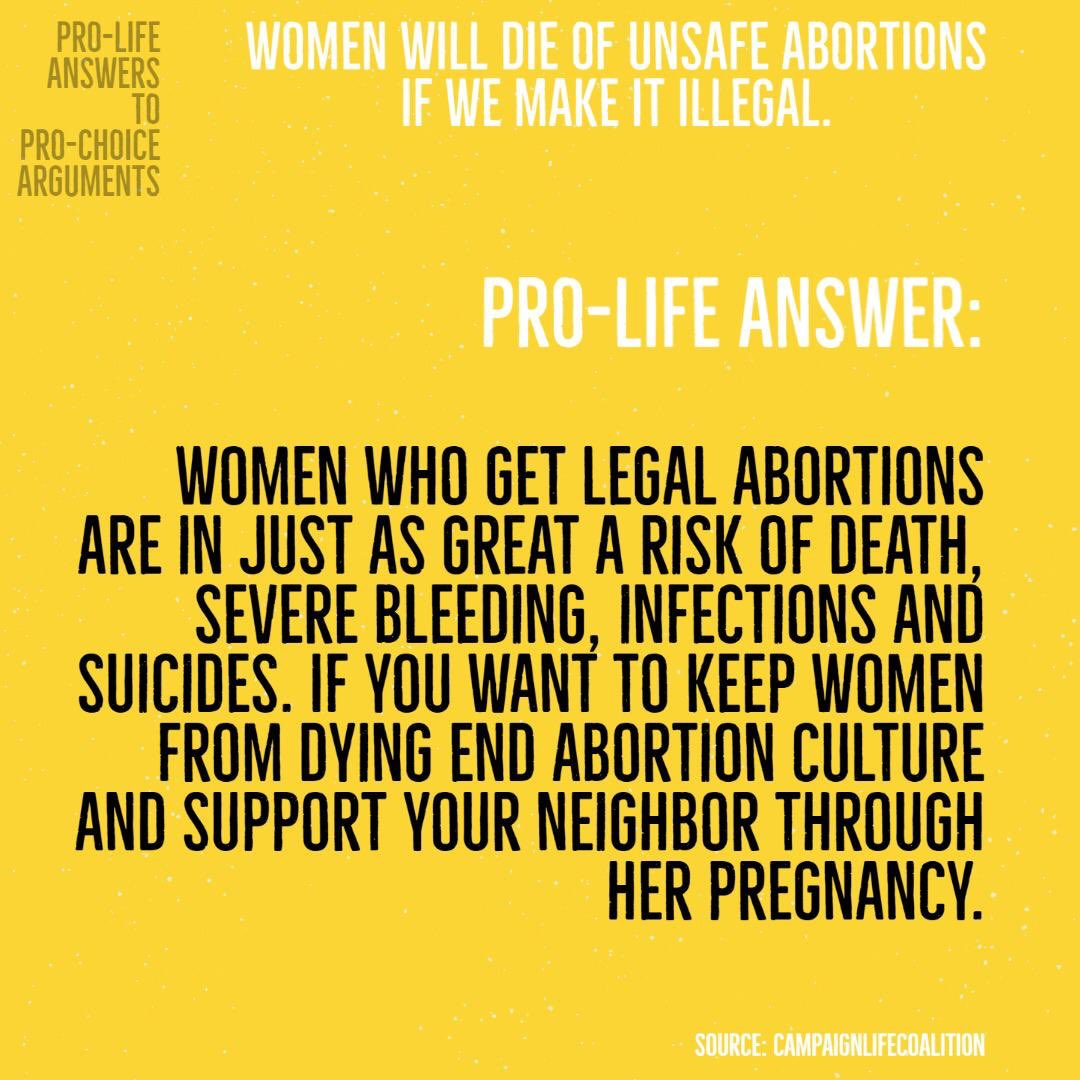 PRO-LIFE
ANSWERS
TO
PRO-CHOICE
ARGUMENTS
WOMEN WILL DIE OF UNSAFE ABORTIONS
IF WE MAKE IT ILLEGAL.
PRO-LIFE ANSWER:
WOMEN WHO GET LEGAL ABORTIONS
ARE IN JUST AS GREAT A RISK OF DEATH,
SEVERE BLEEDING, INFECTIONS AND
SUICIDES. IF YOU WANT TO KEEP WOMEN
FROM DYING END ABORTION CULTURE
AND SUPPORT YOUR NEIGHBOR THROUGH
HER PREGNANCY.
SOURCE: CAMPAIGNLIFECOALITION